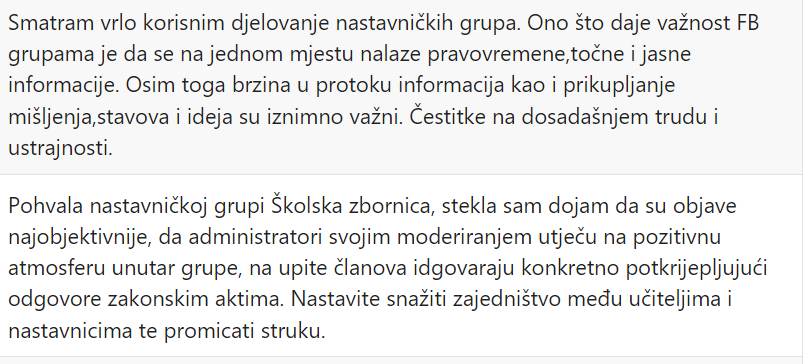 Smatram vrlo korisnim djelovanje nastavničkih grupa. Ono što daje važnost FB
grupama je da se na jednom mjestu nalaze pravovremene,točne i jasne
informacije. Osim toga brzina u protoku informacija kao i prikupljanje
mišljenja,stavova i ideja su iznimno važni. Čestitke na dosadašnjem trudu i
ustrajnosti.
Pohvala nastavničkoj grupi Školska zbornica, stekla sam dojam da su objave
najobjektivnije, da administratori svojim moderiranjem utječu na pozitivnu
atmosferu unutar grupe, na upite članova idgovaraju konkretno potkrijepljujući
odgovore zakonskim aktima. Nastavite snažiti zajedništvo među učiteljima i
nastavnicima te promicati struku.